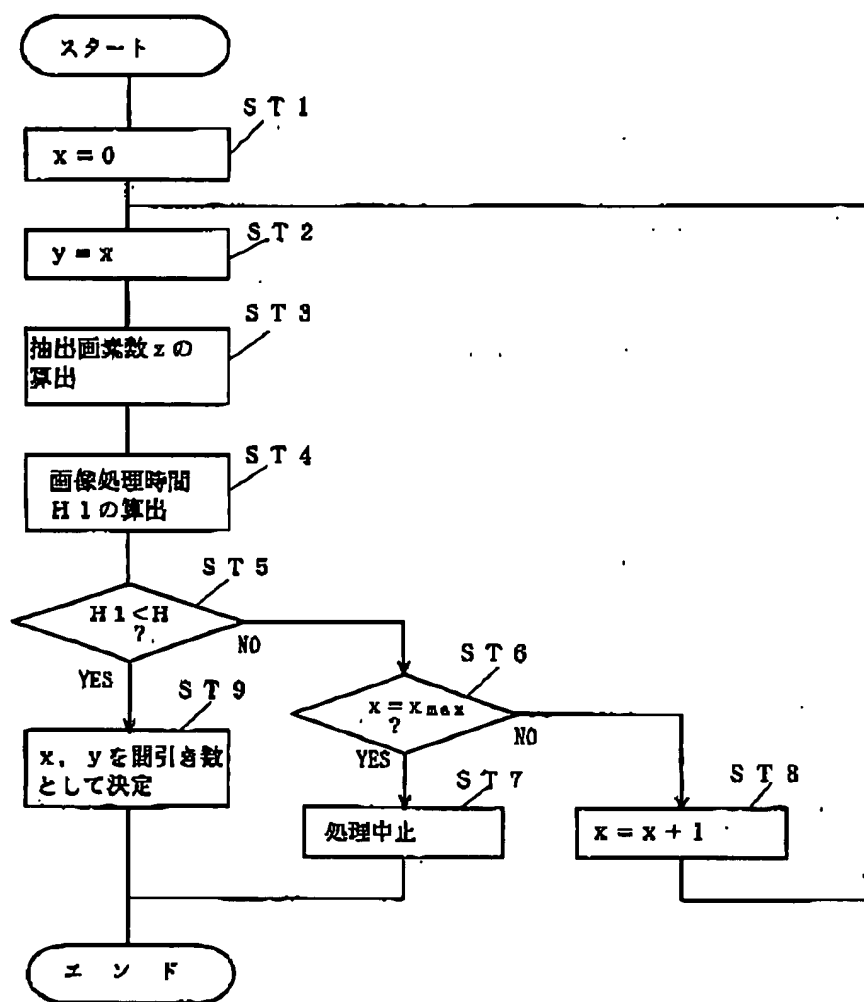 スタート
ST1
x=0
ST2
y=x
ST3
抽出画素数zの
算出
ST4
画像処理時間
H1の算出
ST5
H1<H
?
NO
YES
ST6
x=xmax
?
NO
YES
ST9
x,yを間引き数
として決定
ST7
処理中止
ST8
x=x+1
エンド